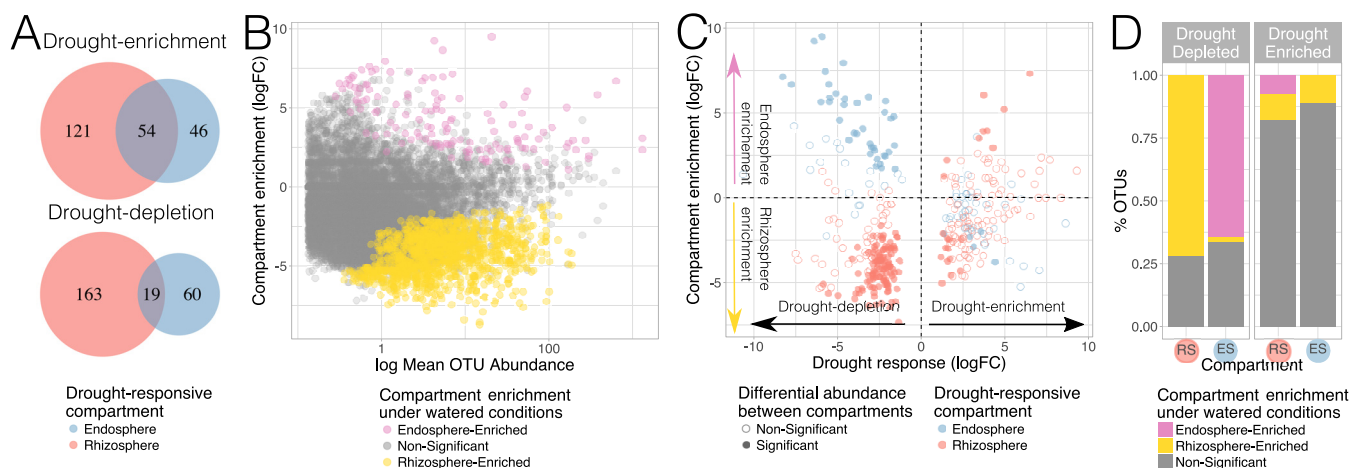 A
Drought-enrichment
121
54
46
Drought-depletion
163
19
60
Drought-responsive
compartment
Endosphere
Rhizosphere
B
Compartment enrichment (logFC)
10
5
0
-5
1
100
log Mean OTU Abundance
Compartment enrichment
under watered conditions
Endosphere-Enriched
Non-Significant
Rhizosphere-Enriched
C
Compartment enrichment (logFC)
10
5
0
-5
Endosphere
enrichement
Rhizosphere
enrichment
Drought-depletion
Drought-enrichment
-10
-5
0
5
10
Drought response (logFC)
Differential abundance
between compartments
Non-Significant
Significant
Drought-responsive
compartment
Endosphere
Rhizosphere
D
Drought
Depleted
Drought
Enriched
% OTUs
1.00
0.75
0.50
0.25
0.00
RS
ES
RS
ES
Compartment
Compartment enrichment
under watered conditions
Endosphere-Enriched
Rhizosphere-Enriched
Non-Significant